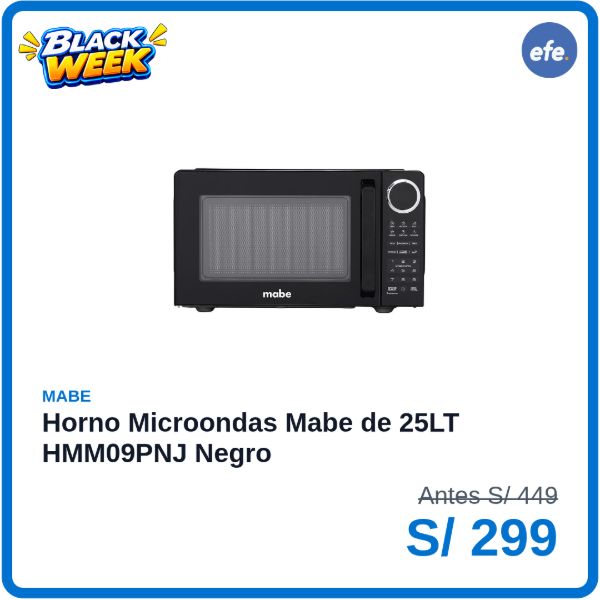 BLACK
WEEK
efe.
mabe
MABE
Horno Microondas Mabe de 25LT
HMM09PNJ Negro
Antes S/ 449
S/ 299